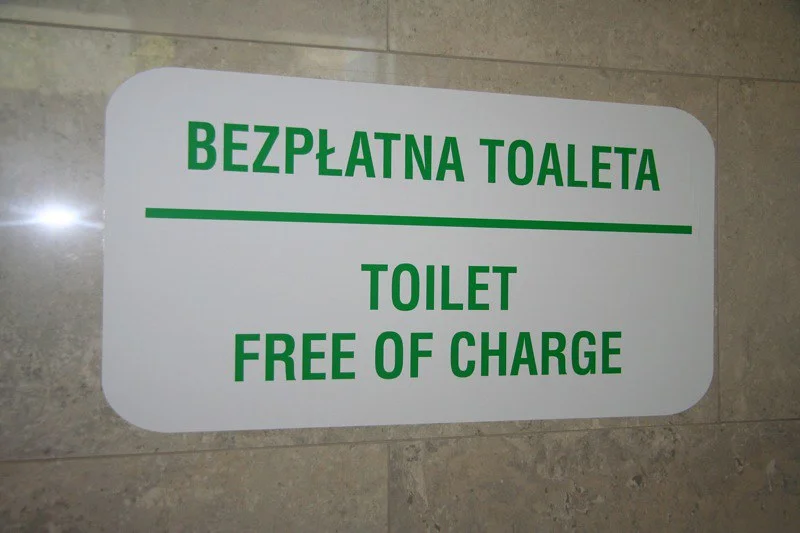 BEZPŁATNA TOALETA
TOILET
FREE OF CHARGE